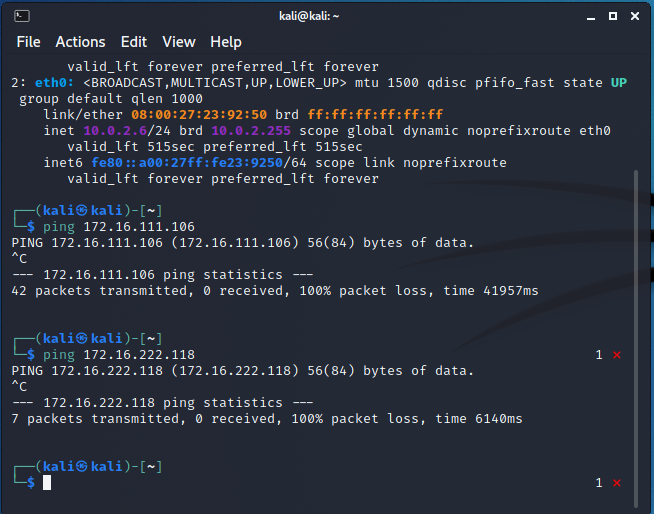 kali@kali: ~
File Actions Edit View Help
valid_lft forever preferred_lft forever
2: eth0: <BROADCAST,MULTICAST,UP,LOWER_UP> mtu 1500 qdisc pfifo_fast state UP
group default qlen 1000
link/ether 08:00:27:23:92:50 brd ff:ff:ff:ff:ff:ff
inet 10.0.2.6/24 brd 10.0.2.255 scope global dynamic noprefixroute eth0
valid_lft 515sec preferred_lft 515sec
inet6 fe80::a00:27ff:fe23:9250/64 scope link noprefixroute
valid_lft forever preferred_lft forever
┌──(kali㉿kali)-[~]
└─$ ping 172.16.111.106
PING 172.16.111.106 (172.16.111.106) 56(84) bytes of data.
^C
--- 172.16.111.106 ping statistics ---
42 packets transmitted, 0 received, 100% packet loss, time 41957ms
┌──(kali㉿kali)-[~]
└─$ ping 172.16.222.118 1 ⨯
PING 172.16.222.118 (172.16.222.118) 56(84) bytes of data.
^C
--- 172.16.222.118 ping statistics ---
7 packets transmitted, 0 received, 100% packet loss, time 6140ms
┌──(kali㉿kali)-[~]
└─$ 1 ⨯